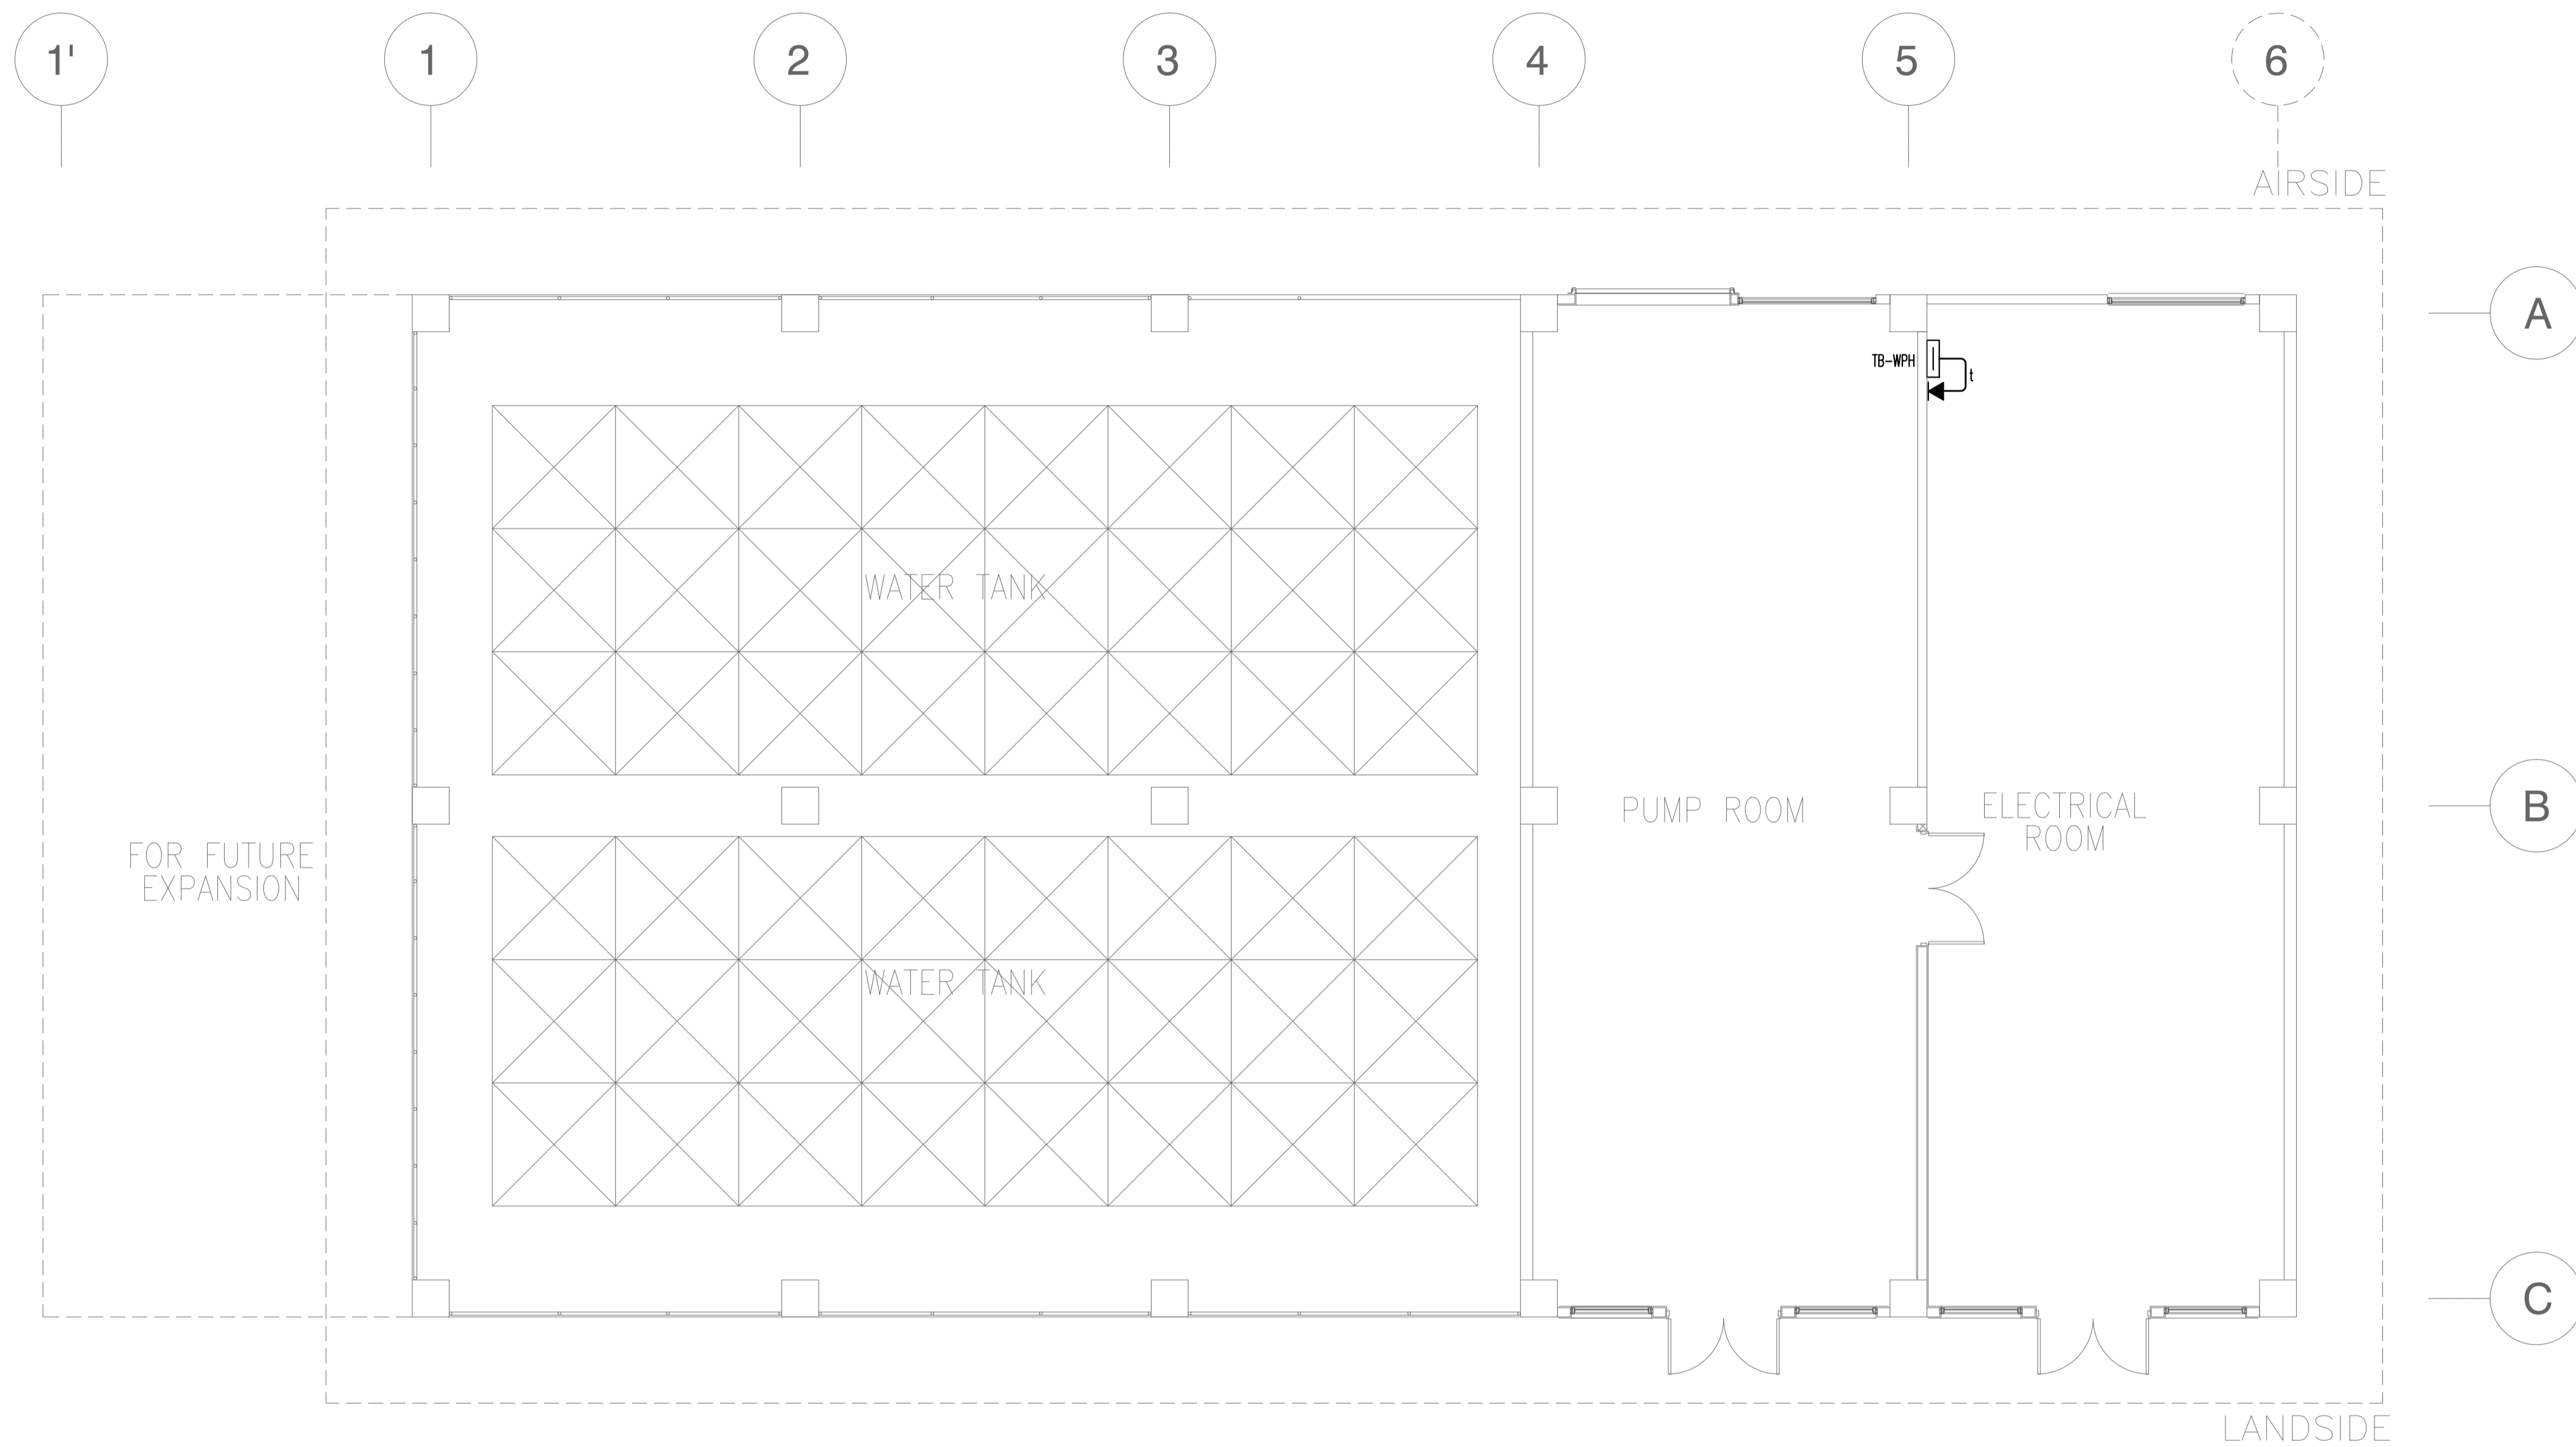 1'
1
2
3
4
5
6
AIRSIDE
A
TB-WPH
t
WATER TANK
PUMP ROOM
ELECTRICAL
ROOM
B
FOR FUTURE
EXPANSION
WATER TANK
C
LANDSIDE